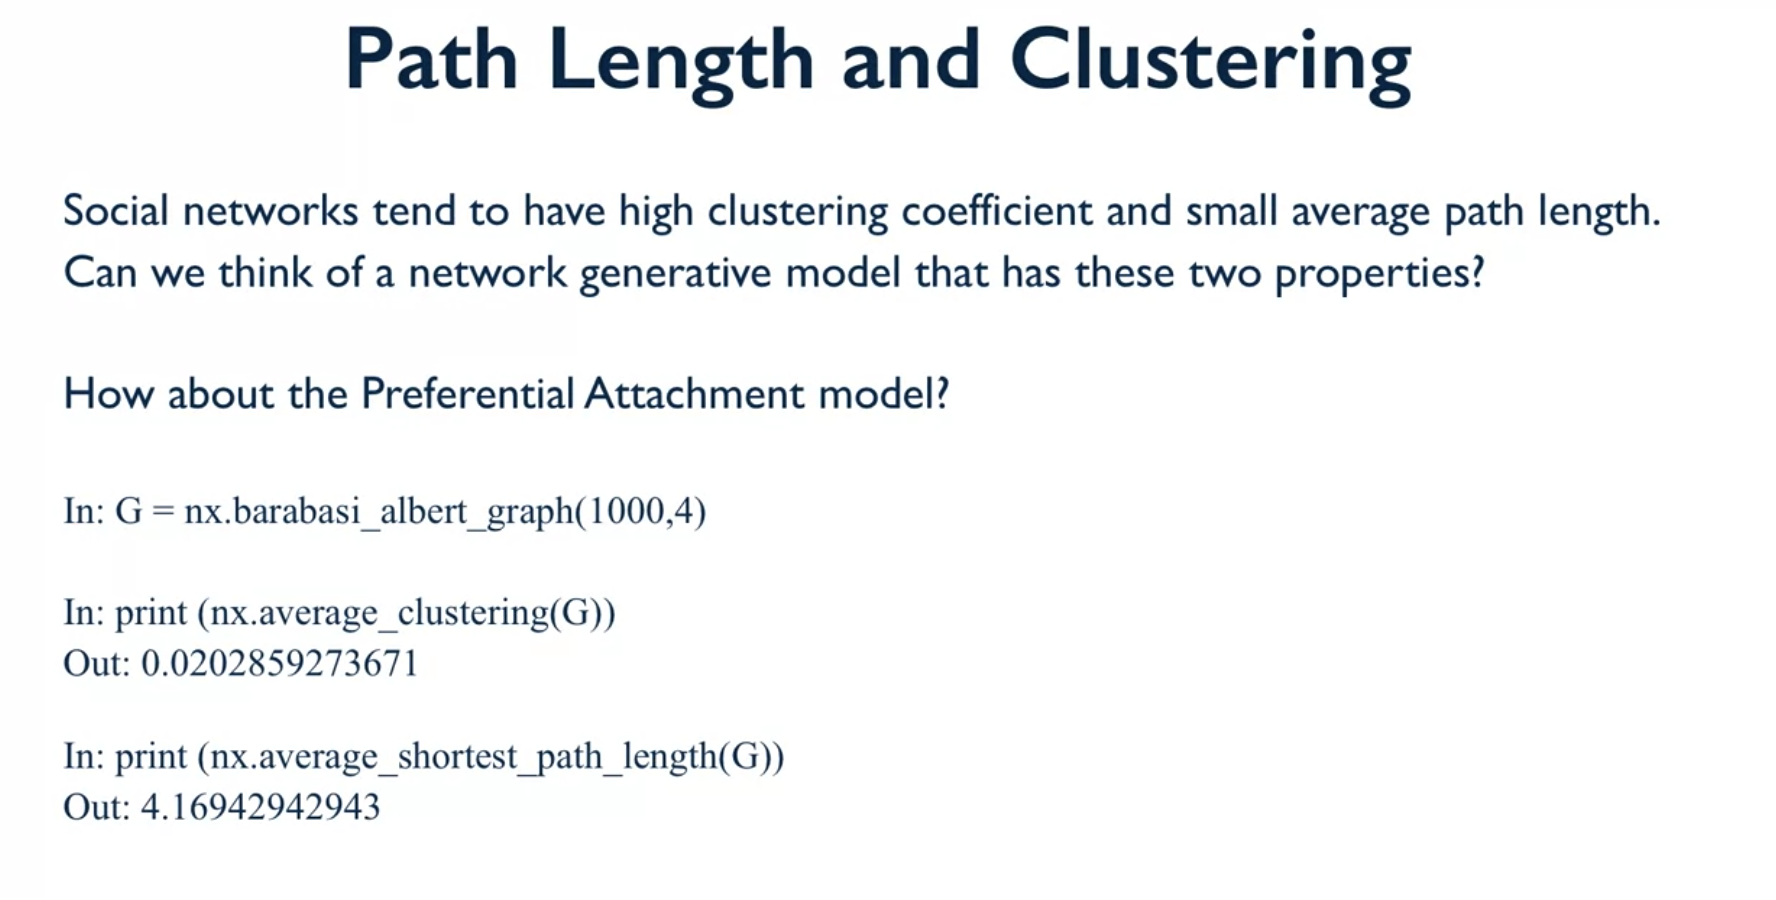 Path Length and Clustering
Social networks tend to have high clustering coefficient and small average path length.
Can we think of a network generative model that has these two properties?
How about the Preferential Attachment model?
In: G = nx.barabasi_albert_graph(1000,4)
In: print (nx.average_clustering(G))
Out: 0.0202859273671
In: print (nx.average_shortest_path_length(G))
Out: 4.16942942943